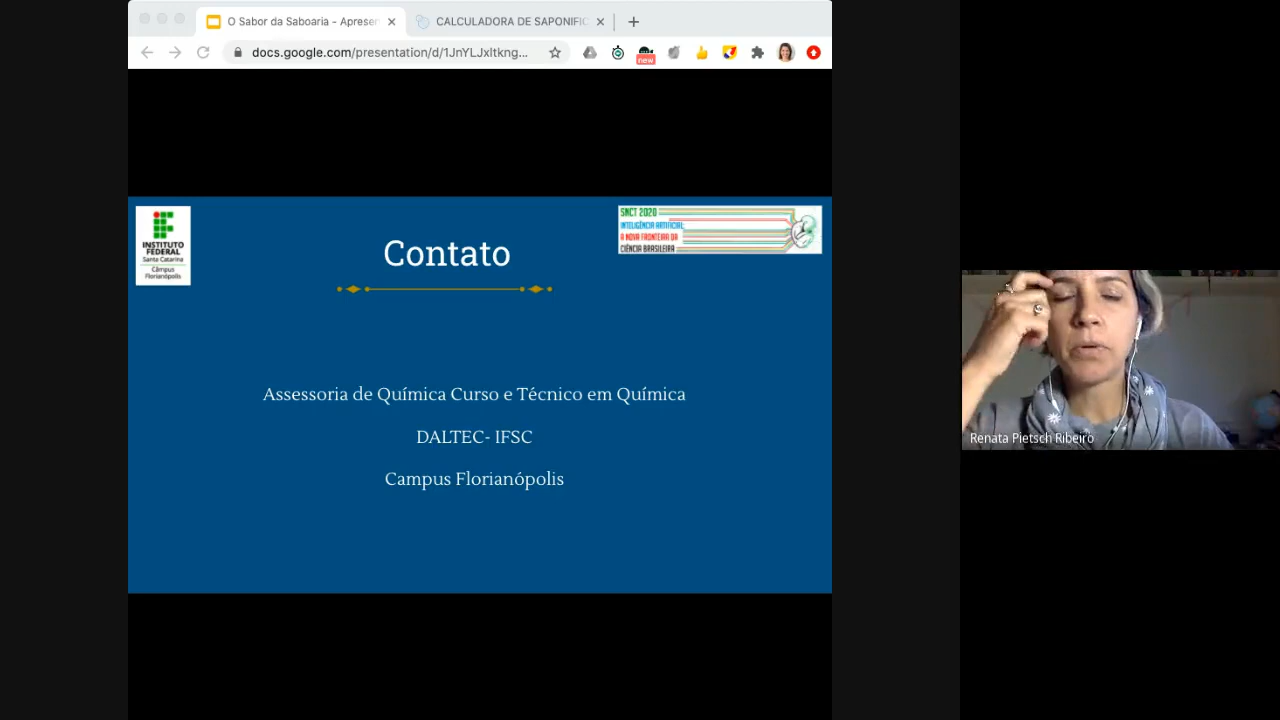 O Sabor da Saboaria - Apresen
CALCULADORA DE SAPONIFIC
docs.google.com/presentation/d/1JnYLJxltkng...
new
INSTITUTO
FEDERAL
Santa Catarina
Câmpus
Florianópolis
SNCT 2020
INTELIGÊNCIA ARTIFICIAL:
A NOVA FRONTEIRA DA
CIÊNCIA BRASILEIRA
Contato
Assessoria de Química Curso e Técnico em Química
DALTEC- IFSC
Campus Florianópolis
Renata Pietsch Ribeiro